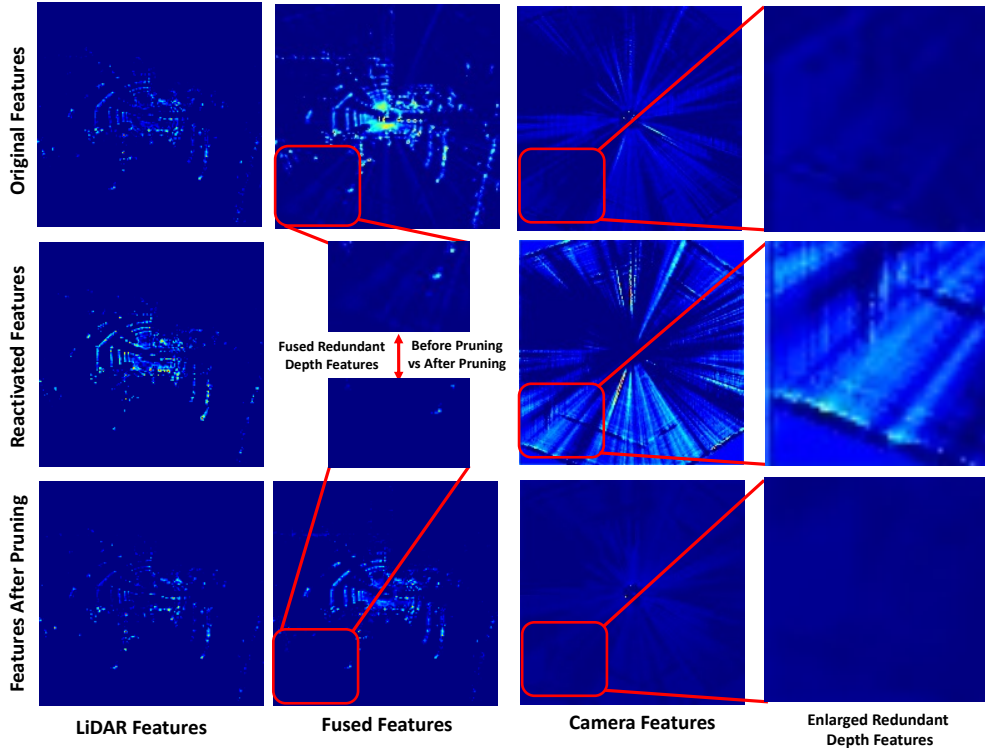 Original Features
Reactivated Features
Features After Pruning
Fused Redundant
Depth Features
Before Pruning
vs After Pruning
LiDAR Features
Fused Features
Camera Features
Enlarged Redundant
Depth Features